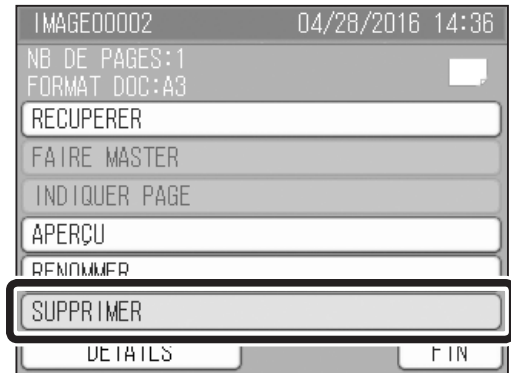 IMAGE00002 04/28/2016 14:36
NB DE PAGES:1
FORMAT DOC:A3
RECUPERER
FAIRE MASTER
INDIQUER PAGE
APERÇU
RENOMMER
SUPPRIMER
DETAILS FIN